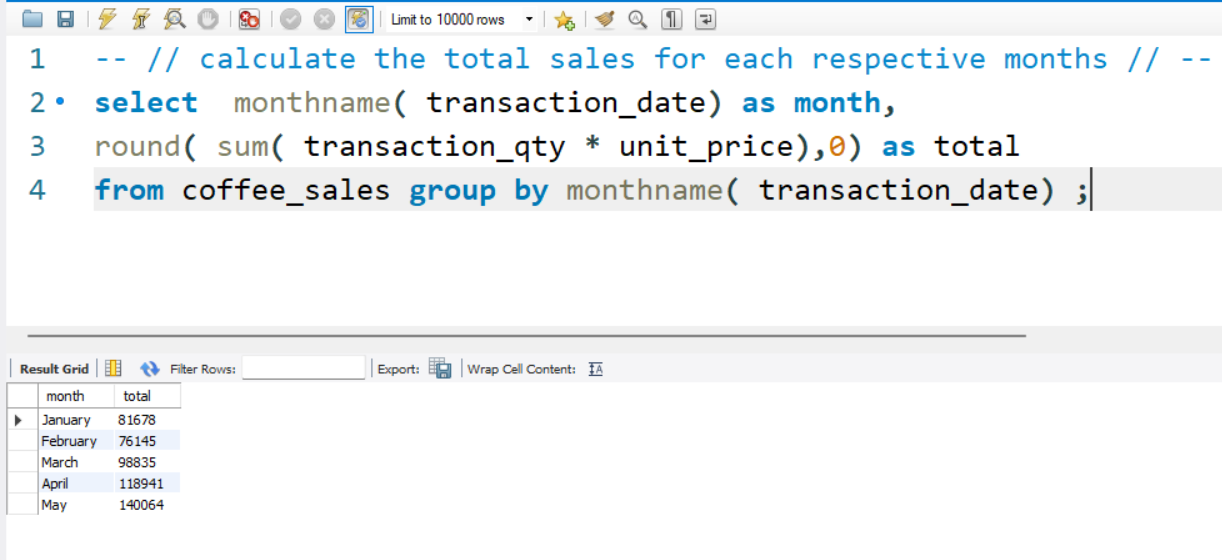 Limit to 10000 rows
1 -- // calculate the total sales for each respective months // --
2 select  monthname( transaction_date) as month,
3 round( sum( transaction_qty * unit_price),0) as total
4 from coffee_sales group by monthname( transaction_date) ;
Result Grid Filter Rows: Export: Wrap Cell Content:
month total
January 81678
February 76145
March 98835
April 118941
May 140064